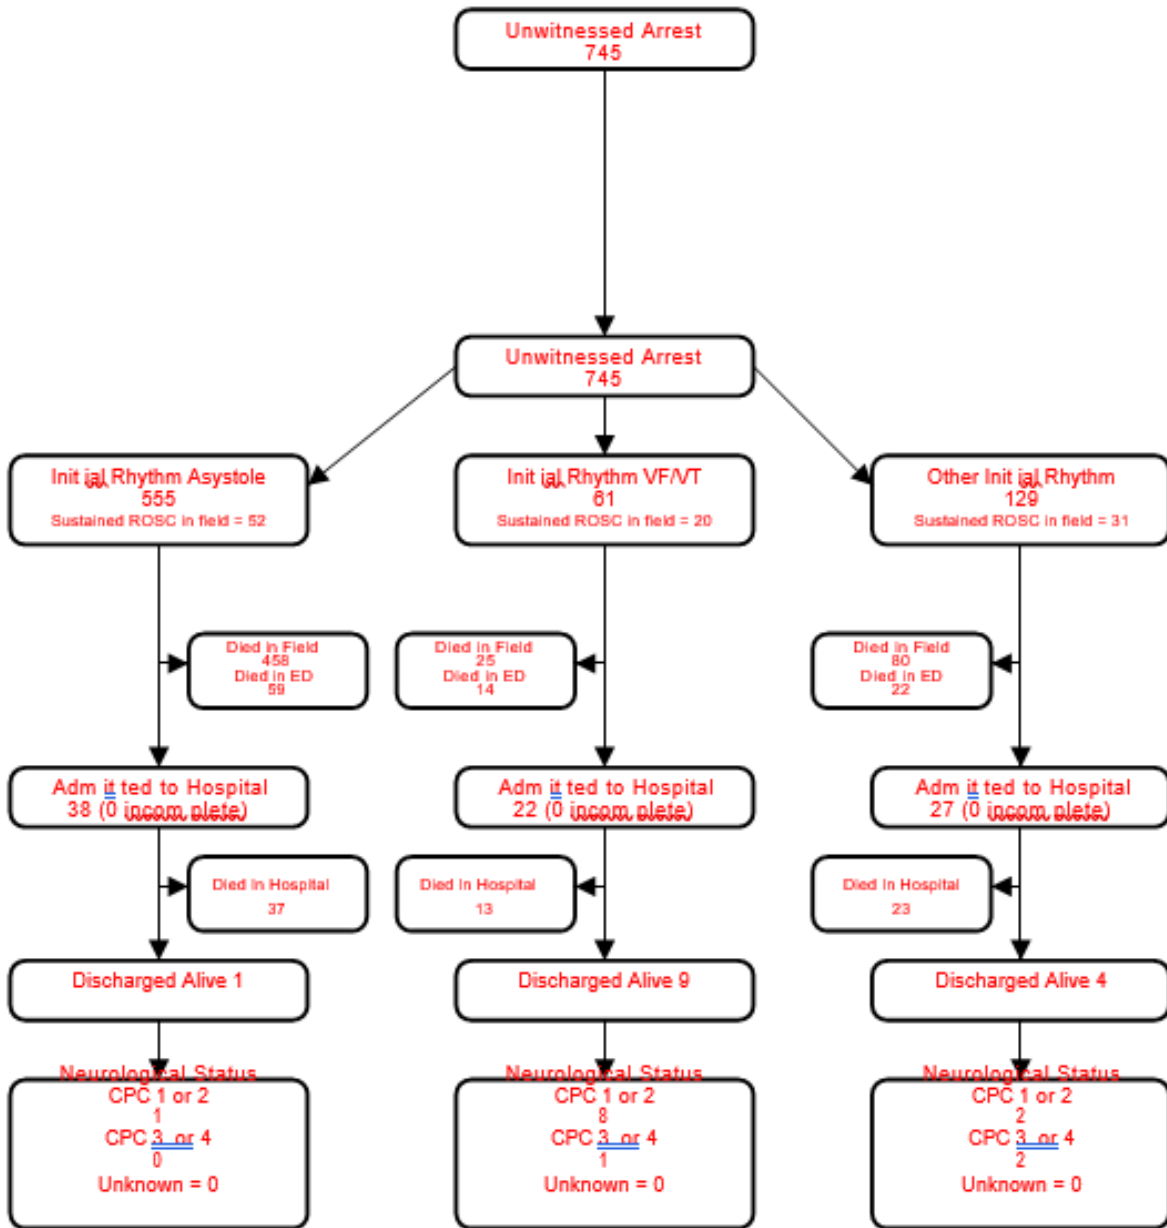 Unwitnessed Arrest
745
Unwitnessed Arrest
745
Init ial Rhythm Asystole
555
Sustained ROSC in field = 52
Init ial Rhythm VF/VT
61
Sustained ROSC in field = 20
Other Init ial Rhythm
129
Sustained ROSC in field = 31
Died in Field
458
Died in ED
59
Died in Field
25
Died in ED
14
Died in Field
80
Died in ED
22
Adm it ted to Hospital
38 (0 incom plete)
Adm it ted to Hospital
22 (0 incom plete)
Adm it ted to Hospital
27 (0 incom plete)
Died in Hospital
37
Died in Hospital
13
Died in Hospital
23
Discharged Alive 1
Discharged Alive 9
Discharged Alive 4
Neurological Status
CPC 1 or 2
1
CPC 3 or 4
0
Unknown = 0
Neurological Status
CPC 1 or 2
8
CPC 3 or 4
1
Unknown = 0
Neurological Status
CPC 1 or 2
2
CPC 3 or 4
2
Unknown = 0